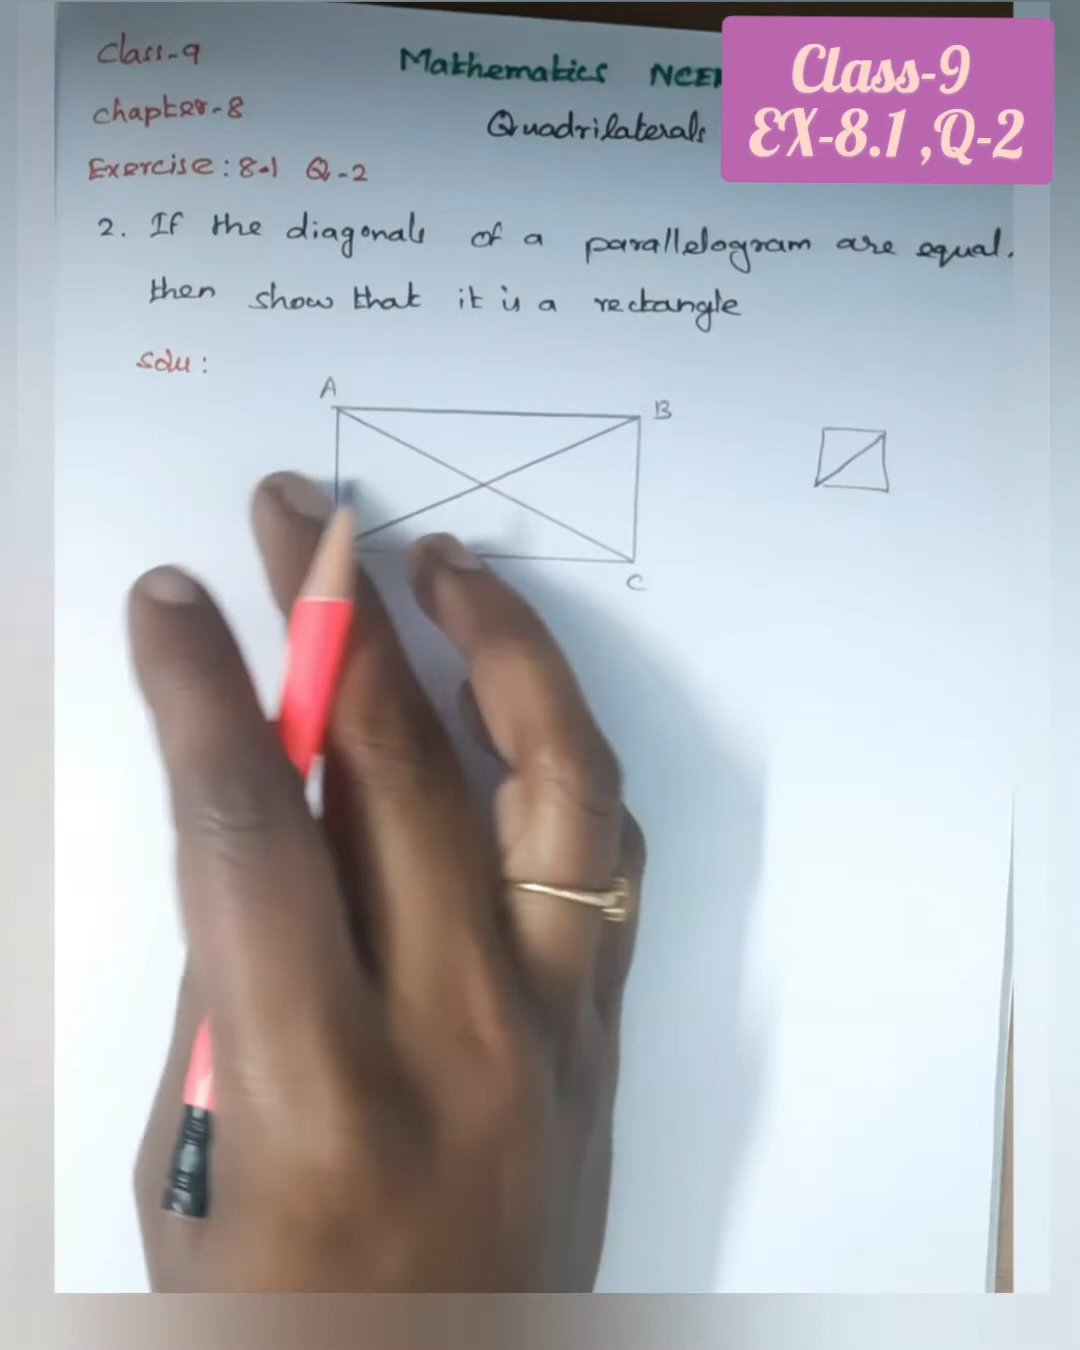 Class-9
Mathematics
Class-9
EX-8.1 ,Q-2
chapter-8
Quadrilaterals
Exercise: 8.1 Q-2
2. If the diagonals of a parallelogram are equal.
then show that it is a rectangle
Solu :
A
B
C